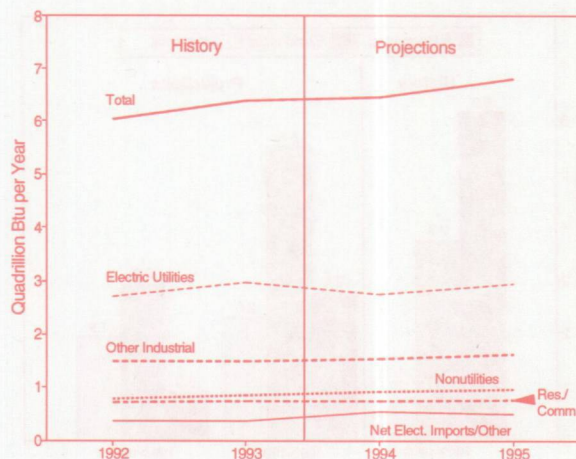 Quadrillion Btu per Year
8
7
6
5
4
3
2
1
0
History
Projections
Total
Electric Utilities
Other Industrial
Nonutilities
Res./
Comm.
Net Elect. Imports/Other
1992
1993
1994
1995